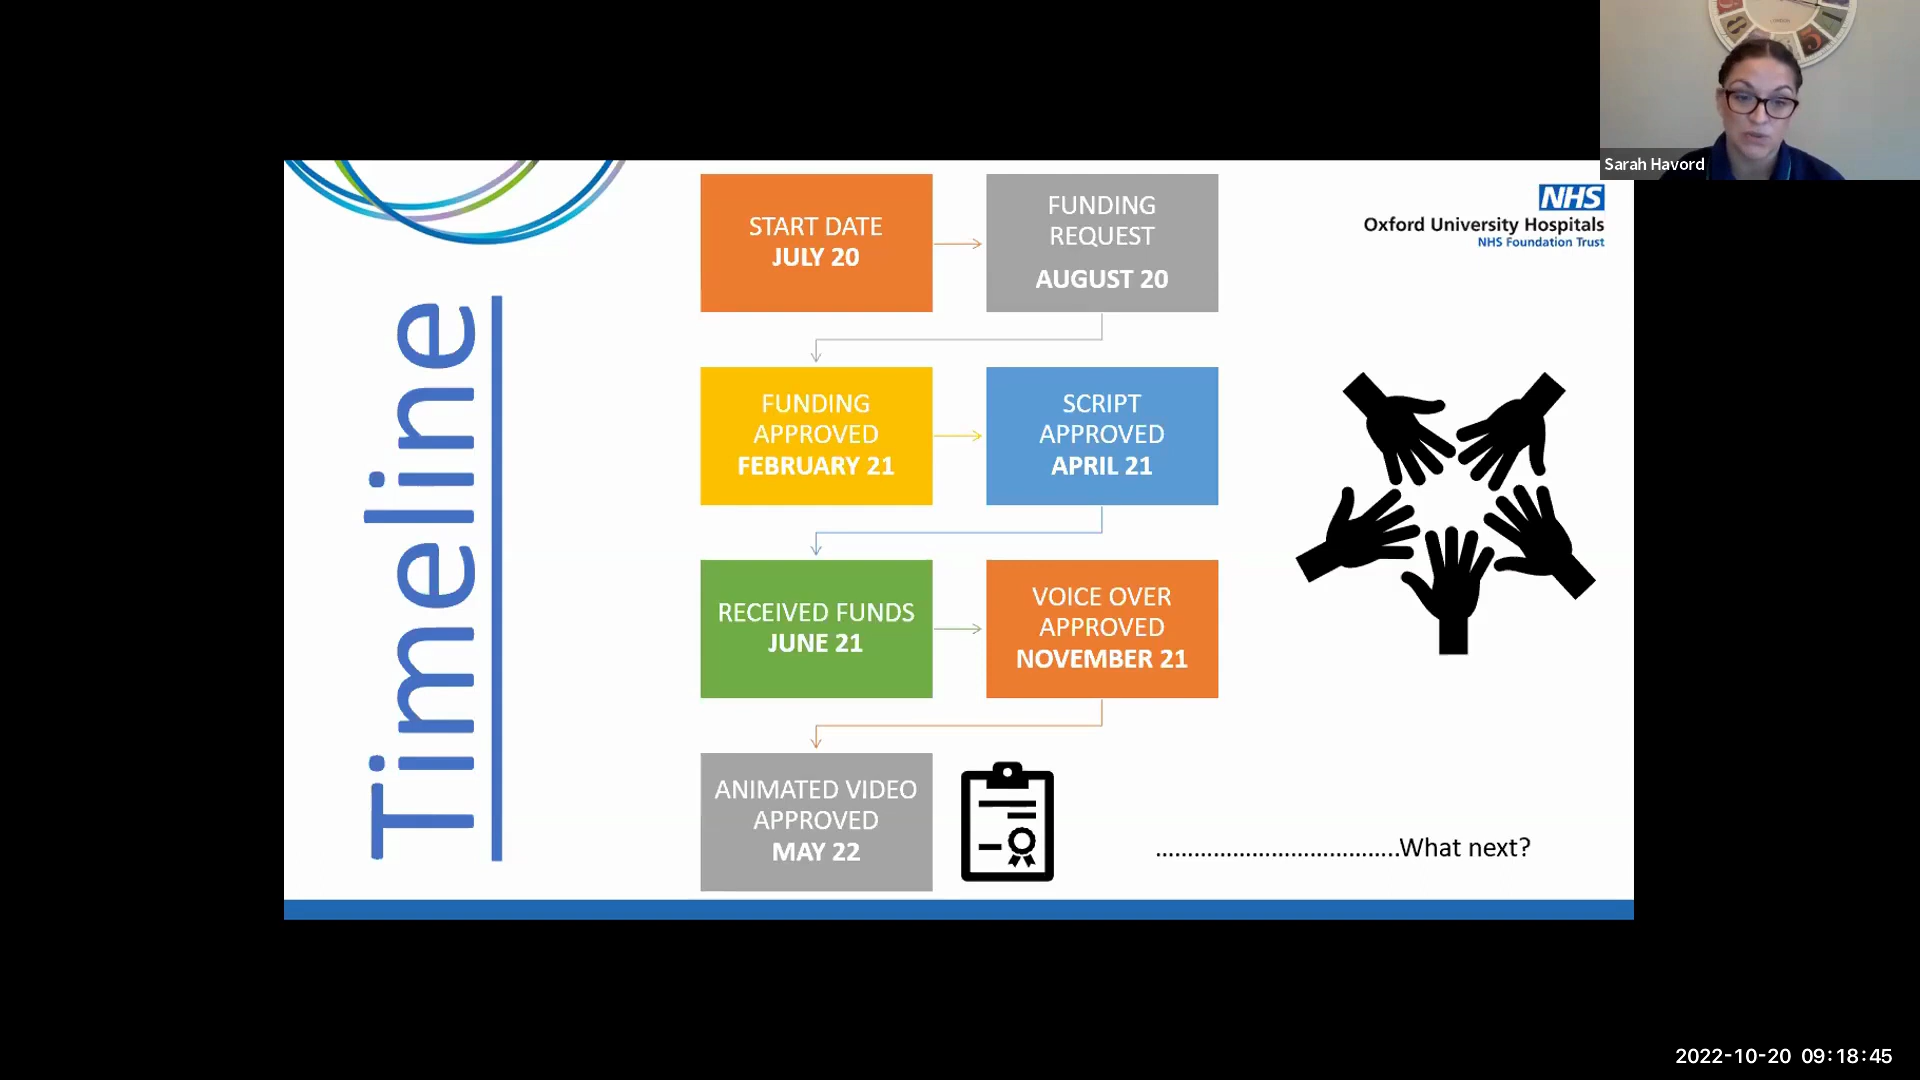 Sarah Havord
NHS
Oxford University Hospitals
NHS Foundation Trust
Timeline
START DATE
JULY 20
FUNDING
REQUEST
AUGUST 20
FUNDING
APPROVED
FEBRUARY 21
SCRIPT
APPROVED
APRIL 21
RECEIVED FUNDS
JUNE 21
VOICE OVER
APPROVED
NOVEMBER 21
ANIMATED VIDEO
APPROVED
MAY 22
......................................What next?
2022-10-20 09:18:45